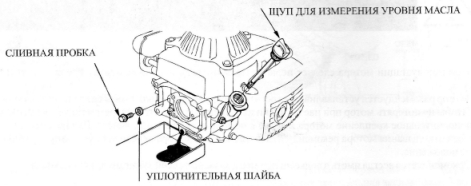 ЩУП ДЛЯ ИЗМЕРЕНИЯ УРОВНЯ МАСЛА
СЛИВНАЯ ПРОБКА
УПЛОТНИТЕЛЬНАЯ ШАЙБА